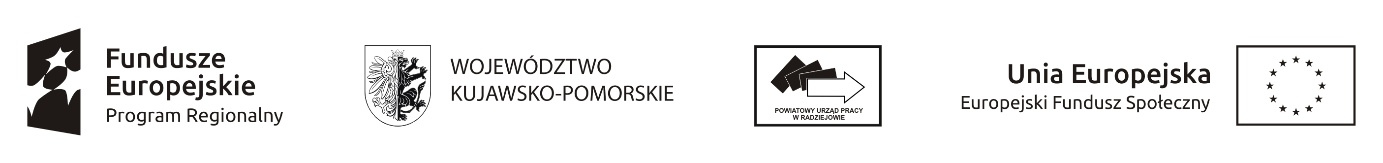 Fundusze
Europejskie
Program Regionalny
WOJEWÓDZTWO
KUJAWSKO-POMORSKIE
POWIATOWY URZĄD PRACY
W RADZIEJOWIE
Unia Europejska
Europejski Fundusz Społeczny